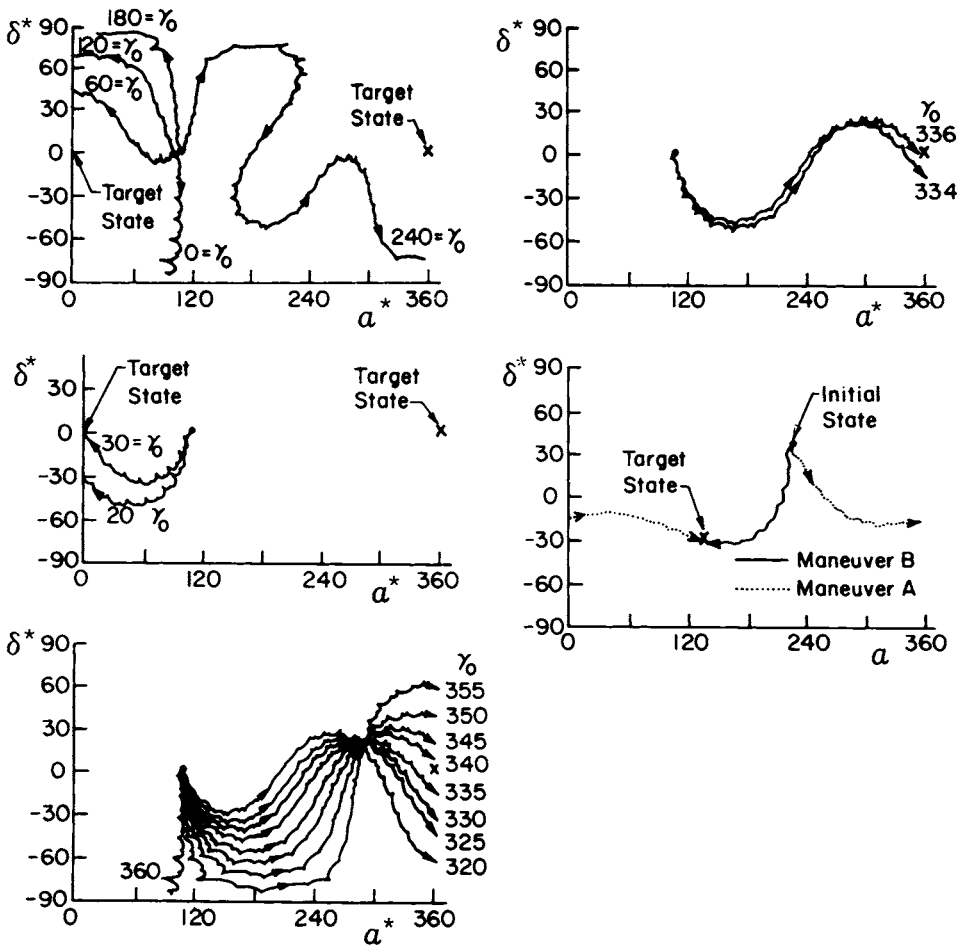 δ* 90
60
30
0
-30
-60
-90
180=γ₀
120=γ₀
60=γ₀
Target
State
Target
State
0=γ₀
240=γ₀
0 120 240 360
a*
δ* 90
60
30
0
-30
-60
-90
γ₀
336
334
0 120 240 360
a*
δ*
30
0
-30
-60
-90
Target
State
30=γ₀
20 γ₀
Target
State
0 120 240 360
a*
δ* 90
60
30
0
-30
-60
-90
Initial
State
Target
State
Maneuver B
Maneuver A
0 120 240 360
a
δ* 90
60
30
0
-30
-60
-90
360
γ₀
355
350
345
340
335
330
325
320
0 120 240 360
a*